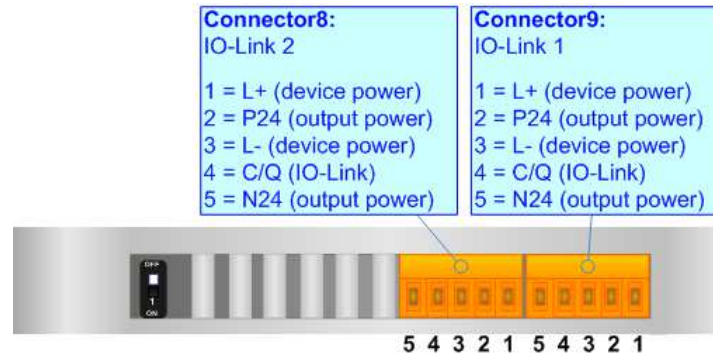 Connector8:
IO-Link 2
1 = L+ (device power)
2 = P24 (output power)
3 = L- (device power)
4 = C/Q (IO-Link)
5 = N24 (output power)
Connector9:
IO-Link 1
1 = L+ (device power)
2 = P24 (output power)
3 = L- (device power)
4 = C/Q (IO-Link)
5 = N24 (output power)
OFF
1
ON
5 4 3 2 1 5 4 3 2 1